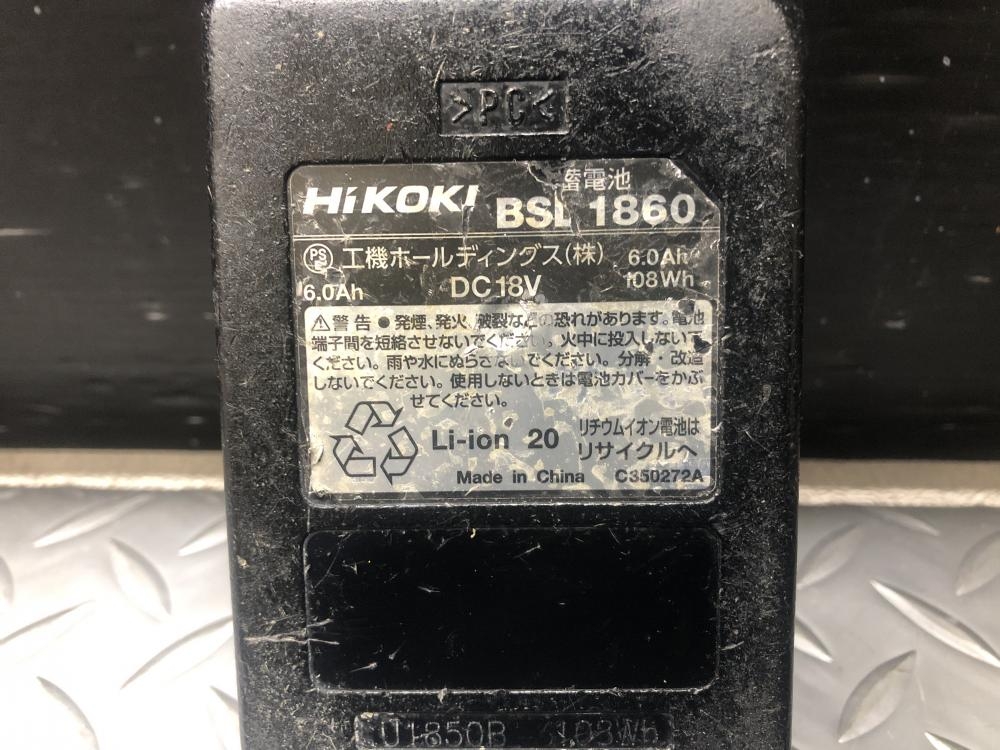 >PC<
HiKOKI
蓄電池
BSL 1860
PS E 工機ホールディングス(株)
6.0Ah
108Wh
6.0Ah
DC18V
⚠警告 ● 発煙、発火、破裂などの恐れがあります。電池
端子間を短絡させないでください。火中に投入しないで
ください。雨や水にぬらさないでください。分解・改造
しないでください。使用しないときは電池カバーをかぶ
せてください。
Li-ion 20
リチウムイオン電池は
リサイクルへ
Made in China
C350272A
U1850B 108Wh